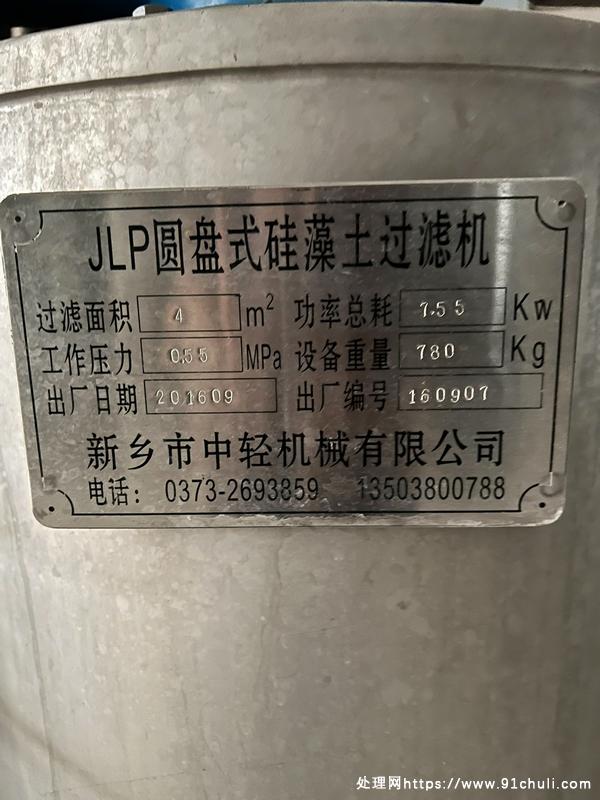 JLP圆盘式硅藻土过滤机
过滤面积 4 m² 功率总耗 7.55 Kw
工作压力 0.55 MPa 设备重量 780 Kg
出厂日期 201609 出厂编号 160907
新乡市中轻机械有限公司
电话: 0373-2693859 13503800788
处理网https://www.91chuli.com